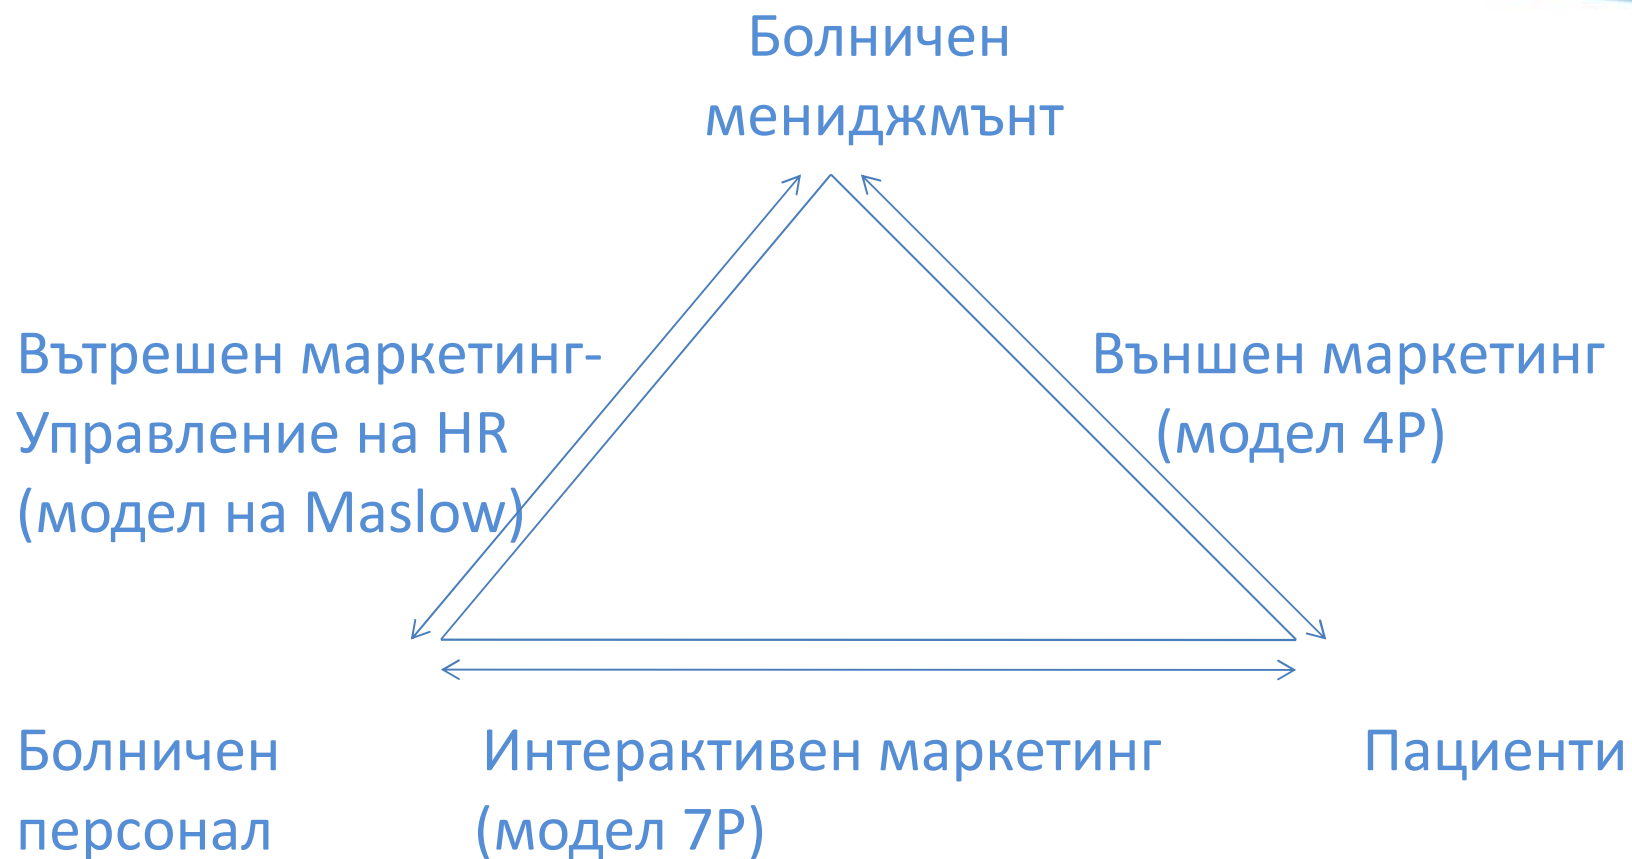 Болничен
мениджмънт
Вътрешен маркетинг-
Управление на HR
(модел на Maslow)
Външен маркетинг
(модел 4P)
Болничен
персонал
Интерактивен маркетинг
(модел 7P)
Пациенти